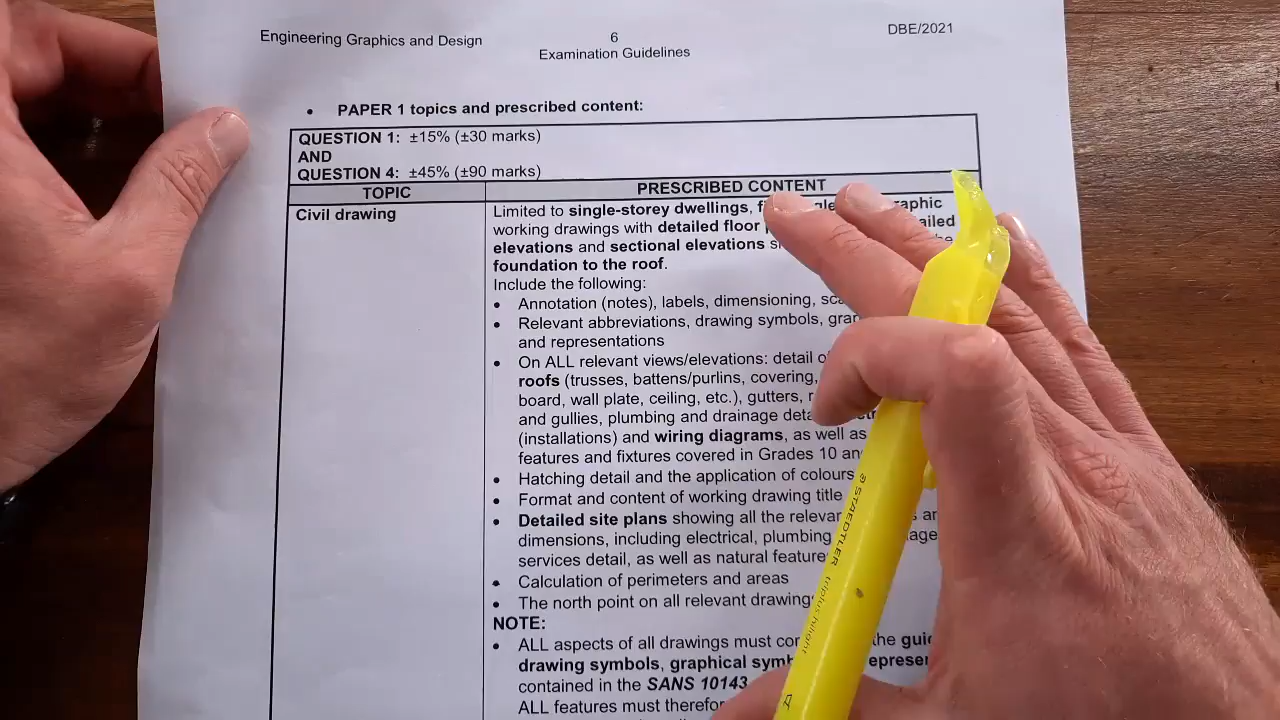 Engineering Graphics and Design
6
Examination Guidelines
DBE/2021
• PAPER 1 topics and prescribed content:
QUESTION 1: ±15% (±30 marks)
AND
QUESTION 4: ±45% (±90 marks)
TOPIC
PRESCRIBED CONTENT
Civil drawing
Limited to single-storey dwellings,
working drawings with detailed floor
elevations and sectional elevations
foundation to the roof.
Include the following:
• Annotation (notes), labels, dimensioning,
• Relevant abbreviations, drawing symbols,
and representations
• On ALL relevant views/elevations: detail
roofs (trusses, battens/purlins, covering,
board, wall plate, ceiling, etc.), gutters,
and gullies, plumbing and drainage
(installations) and wiring diagrams, as well as
features and fixtures covered in Grades 10
• Hatching detail and the application of colours
• Format and content of working drawing title
• Detailed site plans showing all the
dimensions, including electrical, plumbing
services detail, as well as natural
• Calculation of perimeters and areas
• The north point on all relevant
NOTE:
• ALL aspects of all drawings must the
drawing symbols, graphical
contained in the SANS 10143
ALL features must
STAEDTLER triplus